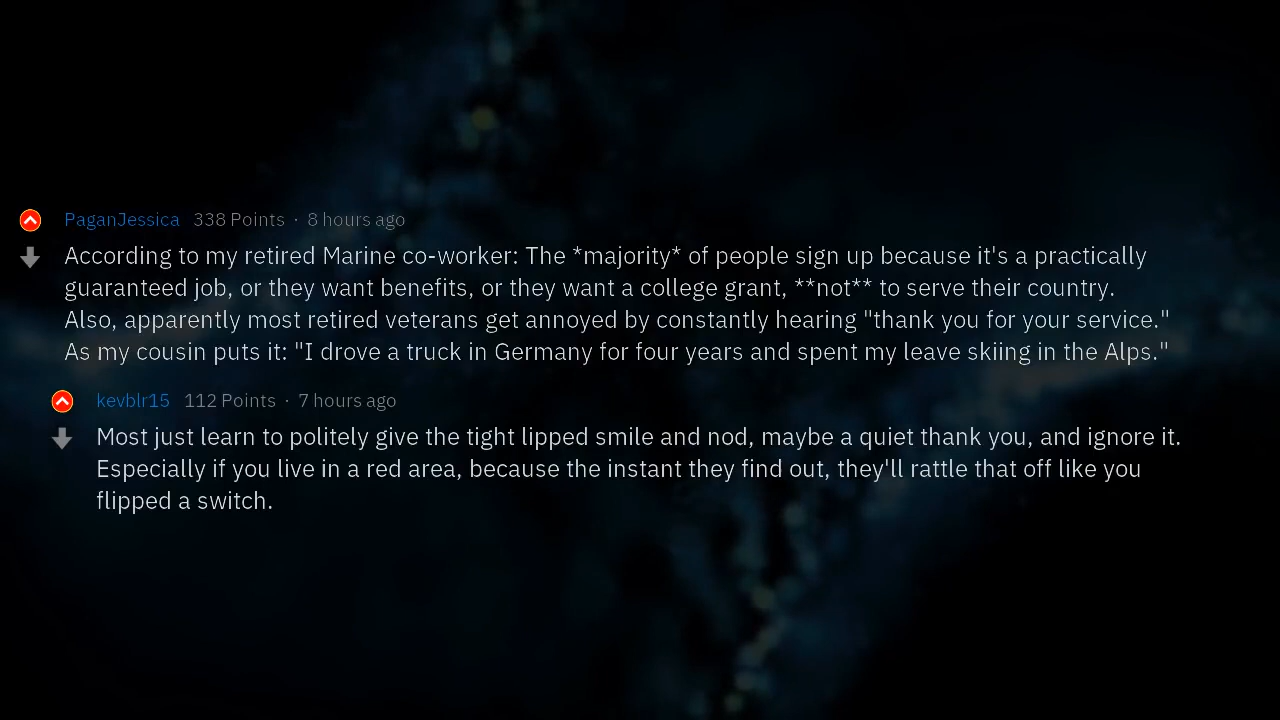 PaganJessica 338 Points · 8 hours ago
According to my retired Marine co-worker: The *majority* of people sign up because it's a practically
guaranteed job, or they want benefits, or they want a college grant, **not** to serve their country.
Also, apparently most retired veterans get annoyed by constantly hearing "thank you for your service."
As my cousin puts it: "I drove a truck in Germany for four years and spent my leave skiing in the Alps."
kevblr15 112 Points · 7 hours ago
Most just learn to politely give the tight lipped smile and nod, maybe a quiet thank you, and ignore it.
Especially if you live in a red area, because the instant they find out, they'll rattle that off like you
flipped a switch.